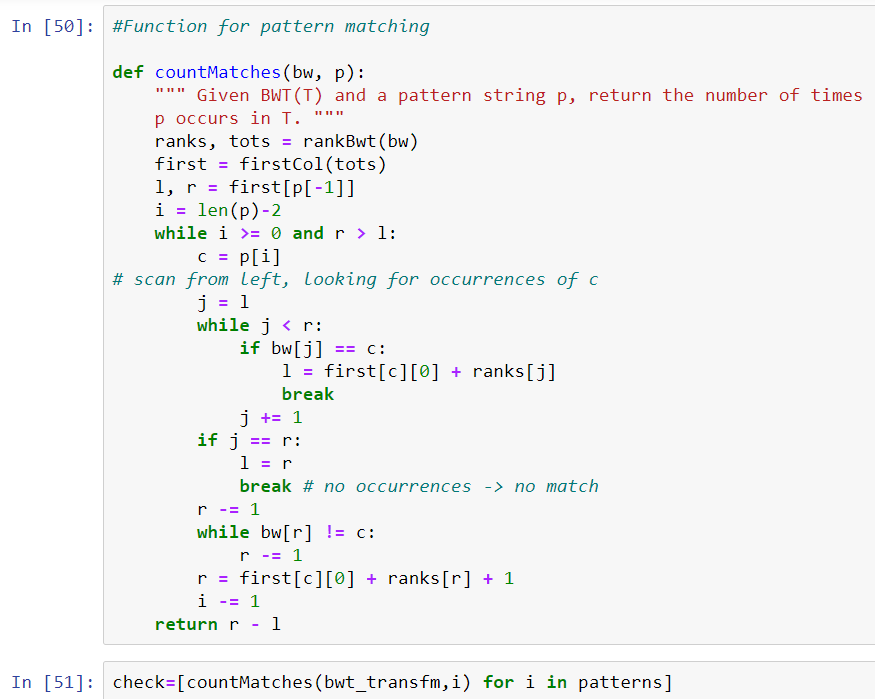 In [50]: #Function for pattern matching

def countMatches(bw, p):
    """ Given BWT(T) and a pattern string p, return the number of times
    p occurs in T. """
    ranks, tots = rankBwt(bw)
    first = firstCol(tots)
    l, r = first[p[-1]]
    i = len(p)-2
    while i >= 0 and r > l:
        c = p[i]
# scan from left, looking for occurrences of c
        j = l
        while j < r:
            if bw[j] == c:
                l = first[c][0] + ranks[j]
                break
            j += 1
        if j == r:
            l = r
            break # no occurrences -> no match
        r -= 1
        while bw[r] != c:
            r -= 1
        r = first[c][0] + ranks[r] + 1
        i -= 1
    return r - l
In [51]: check=[countMatches(bwt_transfm,i) for i in patterns]